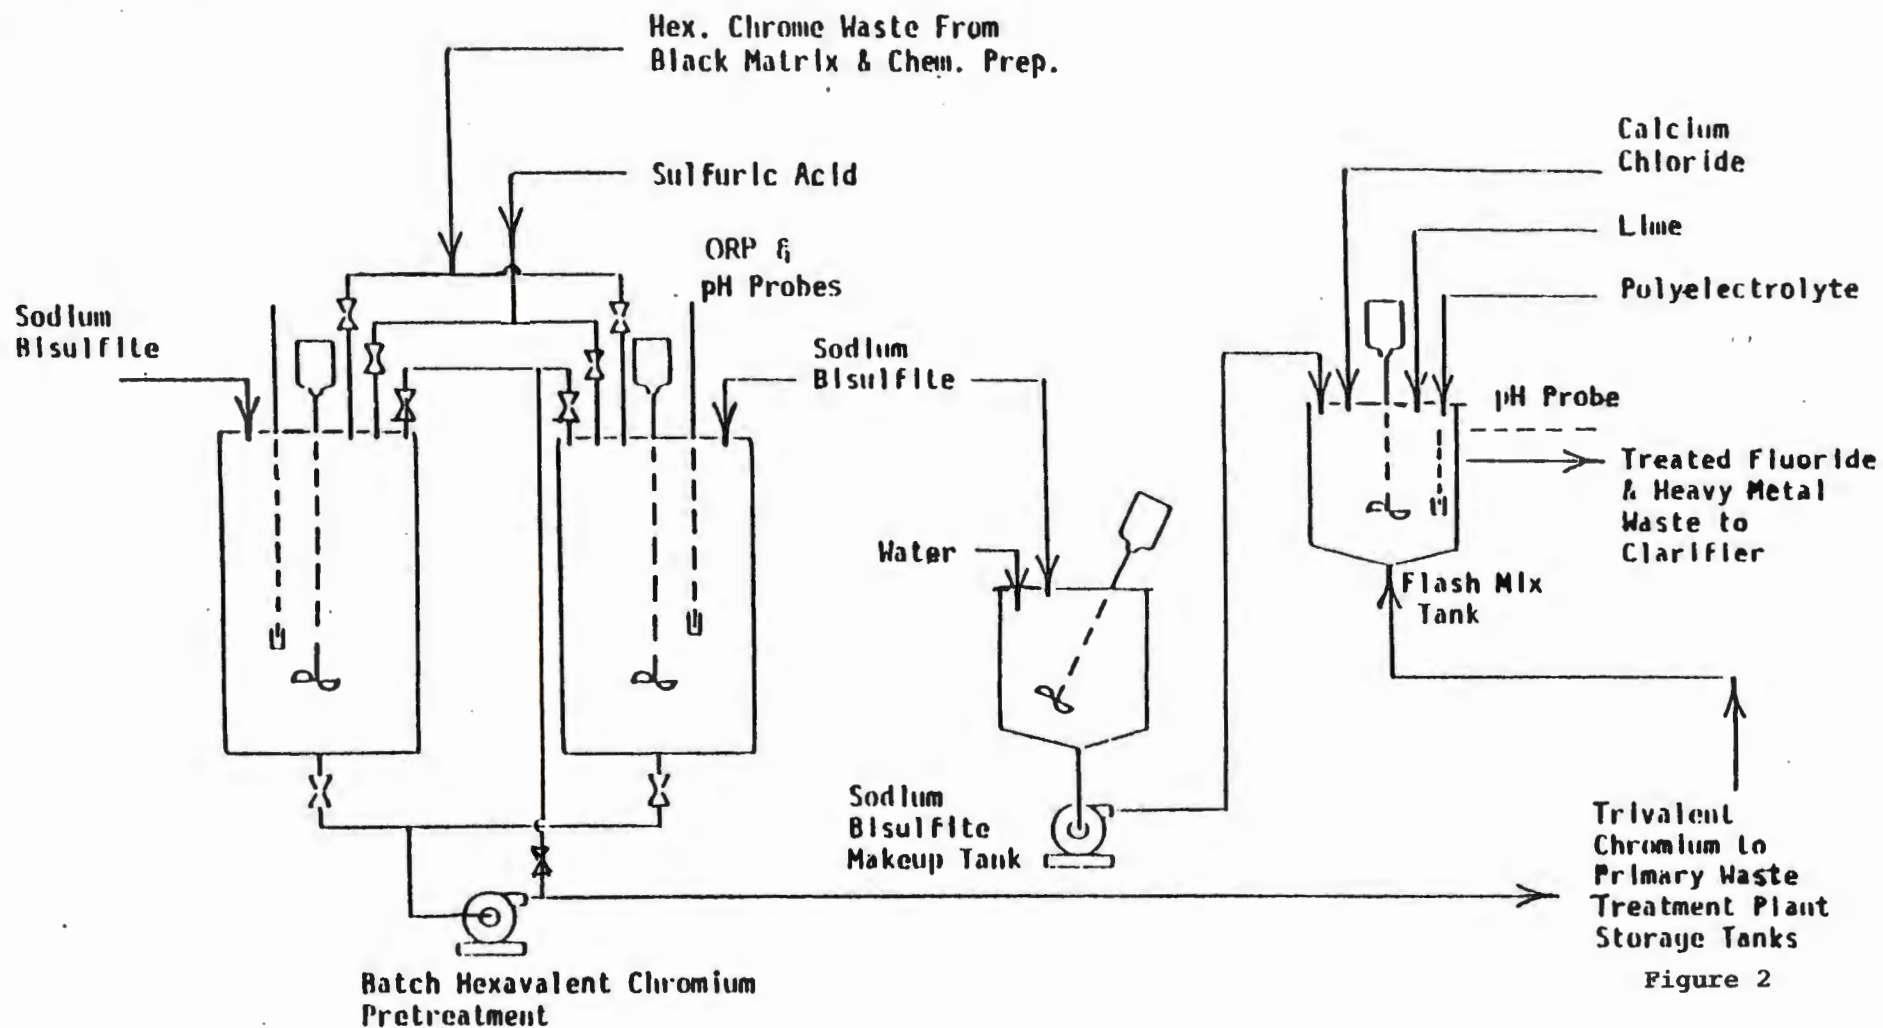 Hex. Chrome Waste From
Black Matrix & Chem. Prep.
Sulfuric Acid
ORP &
pH Probes
Sodium
Bisulfite
Sodium
Bisulfite
Water
Sodium
Bisulfite
Makeup Tank
Calcium
Chloride
Lime
Polyelectrolyte
pH Probe
Treated Fluoride
& Heavy Metal
Waste to
Clarifier
Flash Mix
Tank
Trivalent
Chromium to
Primary Waste
Treatment Plant
Storage Tanks
Figure 2
Batch Hexavalent Chromium
Pretreatment